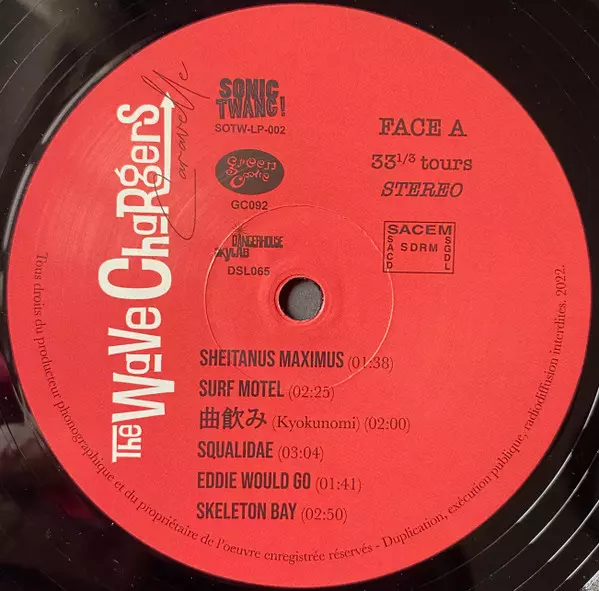 The Wave Chargers
Caravelle
SONIC
TWANG!
SOTW-LP-002
Green
Cookie
GC092
DANGERHOUSE
SKYLAB
DSL065
FACE A
33 1/3 tours
STEREO
SACEM
SACD
SDRM
SGDL
SHEITANUS MAXIMUS (01:38)
SURF MOTEL (02:25)
曲飲み (Kyokunomi) (02:00)
SQUALIDAE (03:04)
EDDIE WOULD GO (01:41)
SKELETON BAY (02:50)
Tous droits du producteur phonographique et du propriétaire de l'oeuvre enregistrée réservés - Duplication, exécution publique, radiodiffusion interdites. 2022.